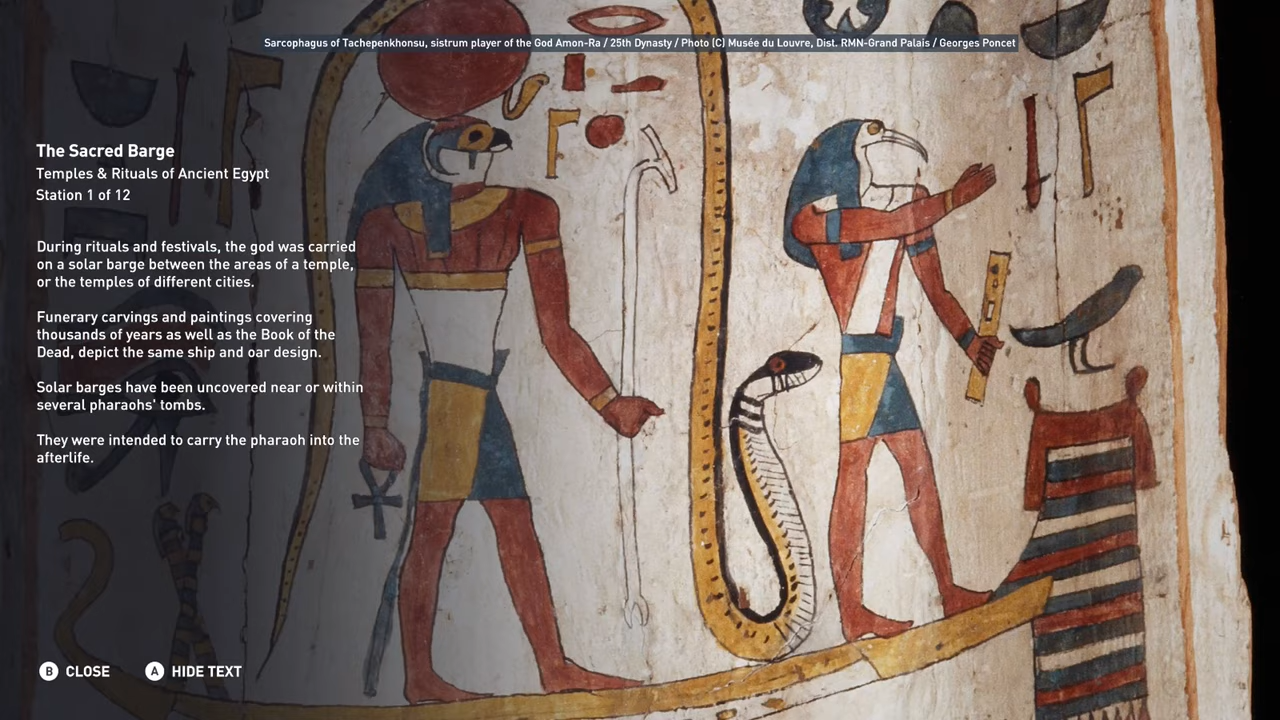 Sarcophagus of Tachepenkhonsu, sistrum player of the God Amon-Ra / 25th Dynasty / Photo (C) Musée du Louvre, Dist. RMN-Grand Palais / Georges Poncet
The Sacred Barge
Temples & Rituals of Ancient Egypt
Station 1 of 12
During rituals and festivals, the god was carried
on a solar barge between the areas of a temple,
or the temples of different cities.
Funerary carvings and paintings covering
thousands of years as well as the Book of the
Dead, depict the same ship and oar design.
Solar barges have been uncovered near or within
several pharaohs' tombs.
They were intended to carry the pharaoh into the
afterlife.
B CLOSE A HIDE TEXT